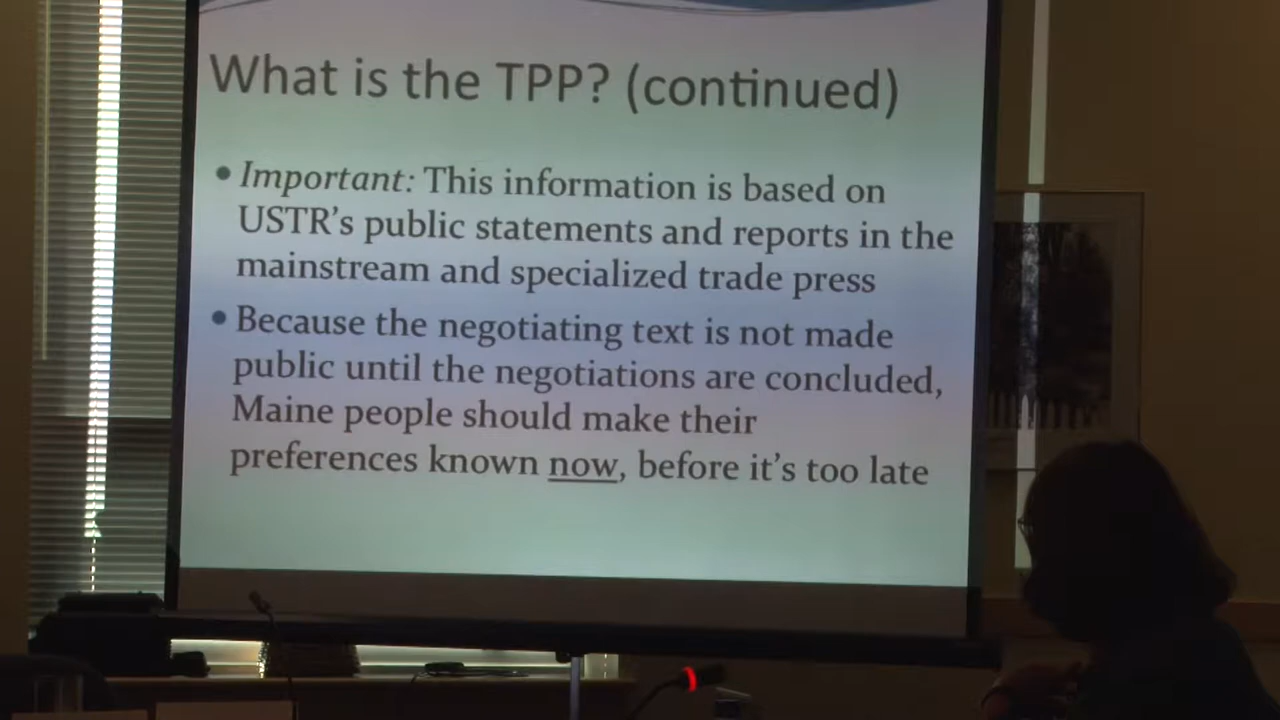 What is the TPP? (continued)
• Important: This information is based on
USTR's public statements and reports in the
mainstream and specialized trade press
• Because the negotiating text is not made
public until the negotiations are concluded,
Maine people should make their
preferences known now, before it's too late